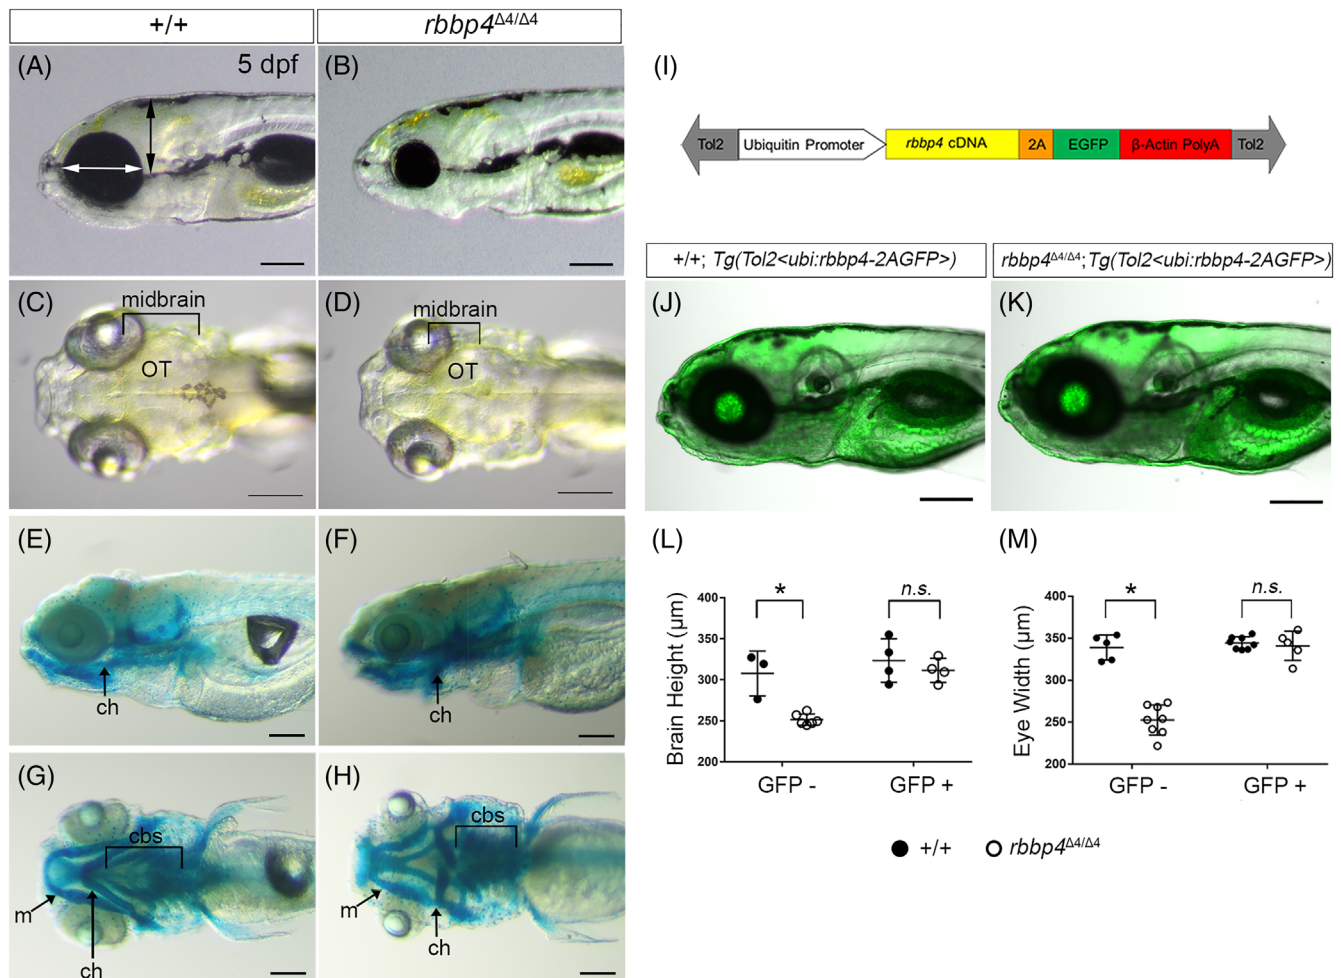 +/+
rbbp4Δ4/Δ4
(A)
5 dpf
(B)
(C)
midbrain
OT
(D)
midbrain
OT
(E)
ch
(F)
ch
(G)
cbs
m
ch
(H)
cbs
m
ch
(I)
Tol2
Ubiquitin Promoter
rbbp4 cDNA
2A
EGFP
β-Actin PolyA
Tol2
+/+; Tg(Tol2<ubi:rbbp4-2AGFP>)
rbbp4Δ4/Δ4;Tg(Tol2<ubi:rbbp4-2AGFP>)
(J)
(K)
(L)
Brain Height (μm)
400
350
300
250
200
*
n.s.
GFP -
GFP +
(M)
Eye Width (μm)
400
350
300
250
200
*
n.s.
GFP -
GFP +
+/+
rbbp4Δ4/Δ4